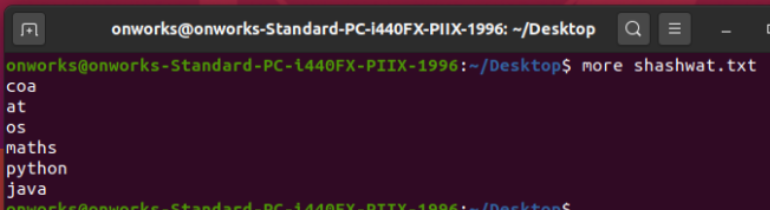 onworks@onworks-Standard-PC-i440FX-PIIX-1996: ~/Desktop
onworks@onworks-Standard-PC-i440FX-PIIX-1996:~/Desktop$ more shashwat.txt
coa
at
os
maths
python
java
onworks@onworks-Standard-PC-i440FX-PIIX-1996:~/Desktop$